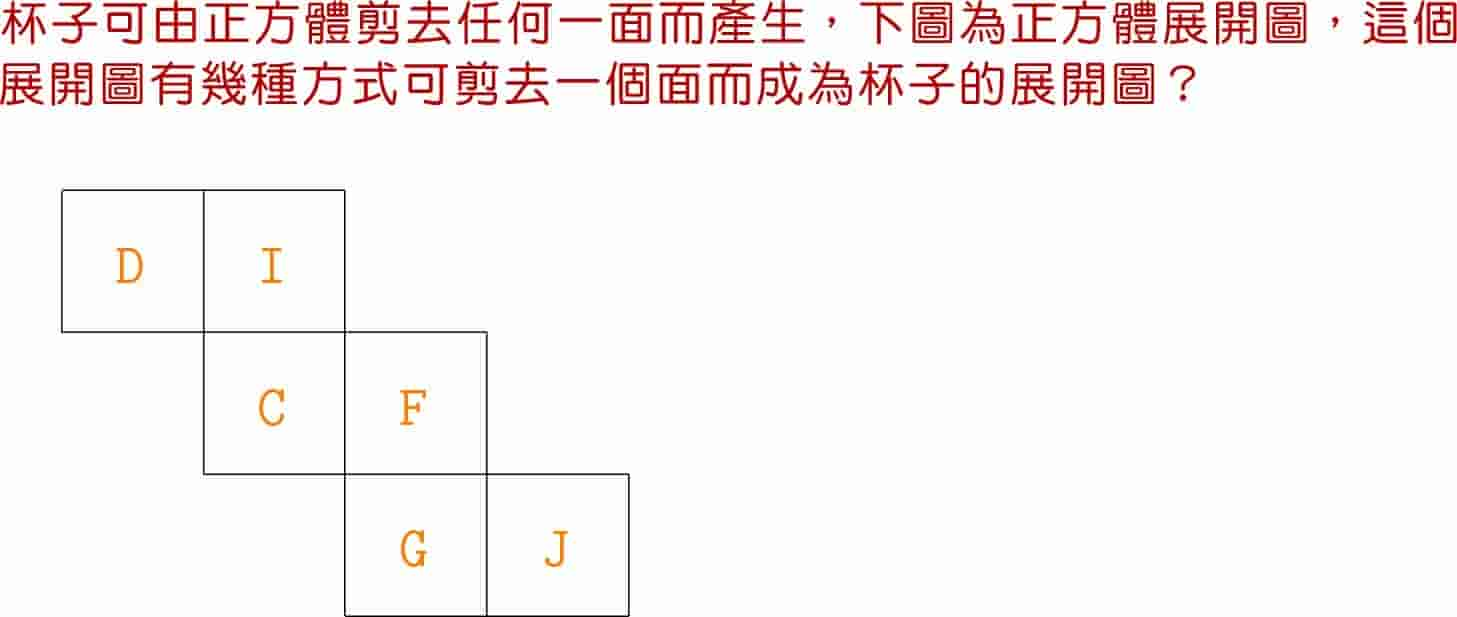 杯子可由正方體剪去任何一面而產生，下圖為正方體展開圖，這個
展開圖有幾種方式可剪去一個面而成為杯子的展開圖？
D I
C F
G J